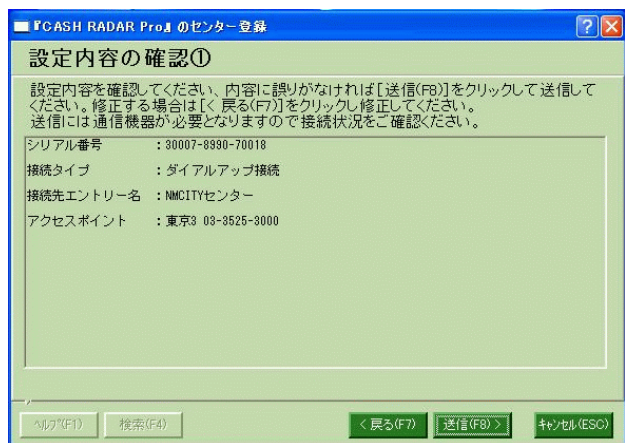 『CASH RADAR Pro』のセンター登録
設定内容の確認①
設定内容を確認してください、内容に誤りがなければ[送信(F8)]をクリックして送信して
ください。修正する場合は[< 戻る(F7)]をクリックし修正してください。
送信には通信機器が必要となりますので接続状況をご確認ください。
シリアル番号 : 30007-8990-70018
接続タイプ : ダイアルアップ接続
接続先エントリー名 : NMCITYセンター
アクセスポイント : 東京3 03-3525-3000
ﾍﾙﾌﾟ(F1) 検索(F4) < 戻る(F7) 送信(F8) > ｷｬﾝｾﾙ(ESC)